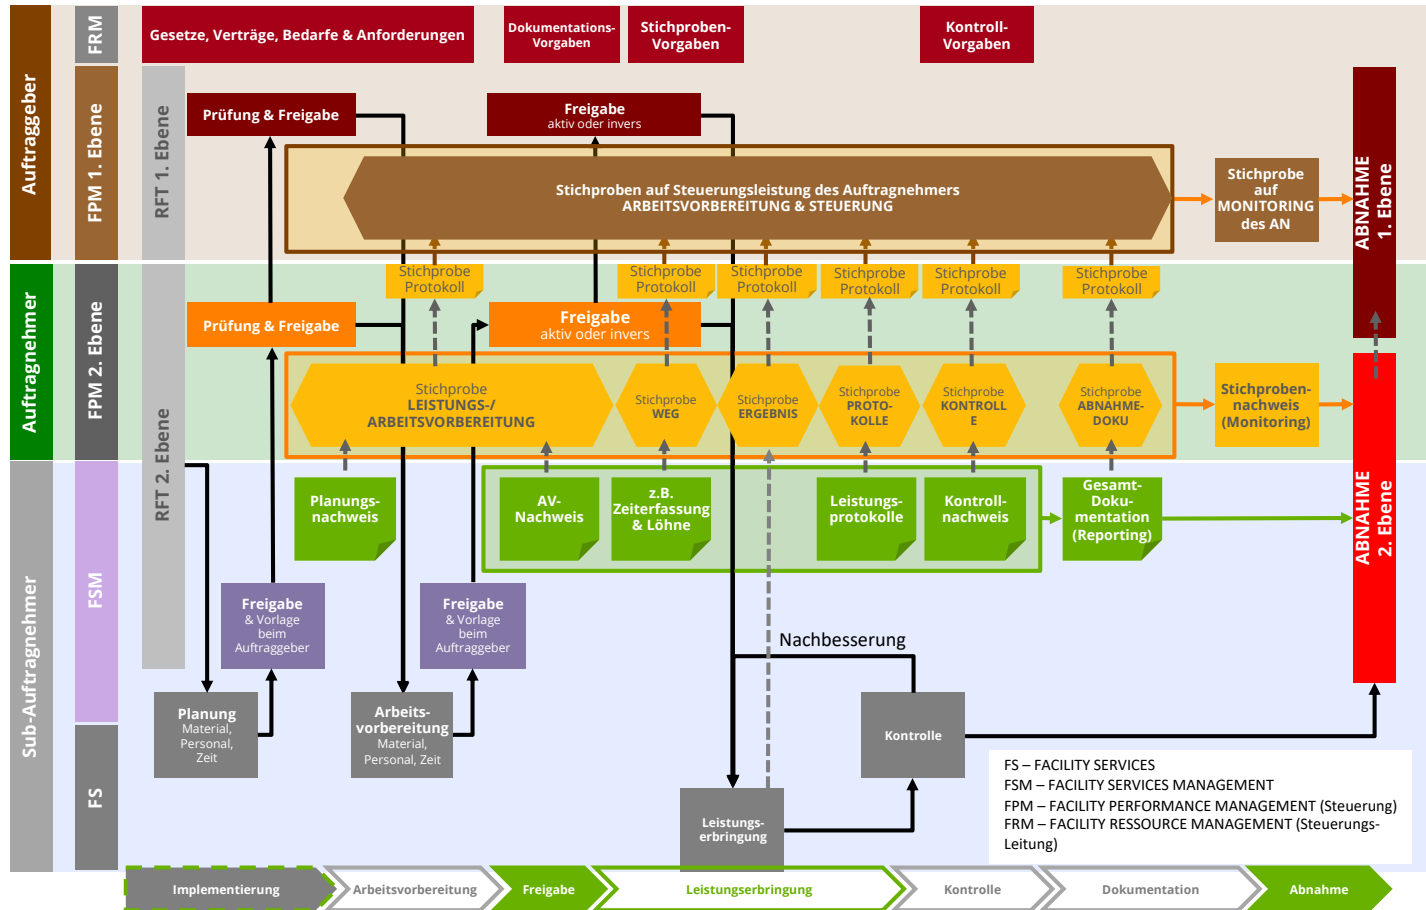 Auftraggeber
FRM
FPM 1. Ebene
RFT 1. Ebene
Gesetze, Verträge, Bedarfe & Anforderungen
Dokumentations-
Vorgaben
Stichproben-
Vorgaben
Kontroll-
Vorgaben
Prüfung & Freigabe
Freigabe
aktiv oder invers
Stichproben auf Steuerungsleistung des Auftragnehmers
ARBEITSVORBEREITUNG & STEUERUNG
Stichprobe
auf
MONITORING
des AN
ABNAHME
1. Ebene
Auftragnehmer
FPM 2. Ebene
RFT 2. Ebene
Stichprobe
Protokoll
Stichprobe
Protokoll
Stichprobe
Protokoll
Stichprobe
Protokoll
Stichprobe
Protokoll
Stichprobe
Protokoll
Prüfung & Freigabe
Freigabe
aktiv oder invers
Stichprobe
LEISTUNGS-/
ARBEITSVORBEREITUNG
Stichprobe
WEG
Stichprobe
ERGEBNIS
Stichprobe
PROTO-
KOLLE
Stichprobe
KONTROLL
E
Stichprobe
ABNAHME-
DOKU
Stichproben-
nachweis
(Monitoring)
ABNAHME
2. Ebene
Sub-Auftragnehmer
FSM
FS
Planungs-
nachweis
AV-
Nachweis
z.B.
Zeiterfassung
& Löhne
Leistungs-
protokolle
Kontroll-
nachweis
Gesamt-
Doku-
mentation
(Reporting)
Freigabe
& Vorlage
beim
Auftraggeber
Freigabe
& Vorlage
beim
Auftraggeber
Nachbesserung
Planung
Material,
Personal,
Zeit
Arbeits-
vorbereitung
Material,
Personal, Zeit
Kontrolle
Leistungs-
erbringung
FS – FACILITY SERVICES
FSM – FACILITY SERVICES MANAGEMENT
FPM – FACILITY PERFORMANCE MANAGEMENT (Steuerung)
FRM – FACILITY RESSOURCE MANAGEMENT (Steuerungs-
Leitung)
Implementierung
Arbeitsvorbereitung
Freigabe
Leistungserbringung
Kontrolle
Dokumentation
Abnahme